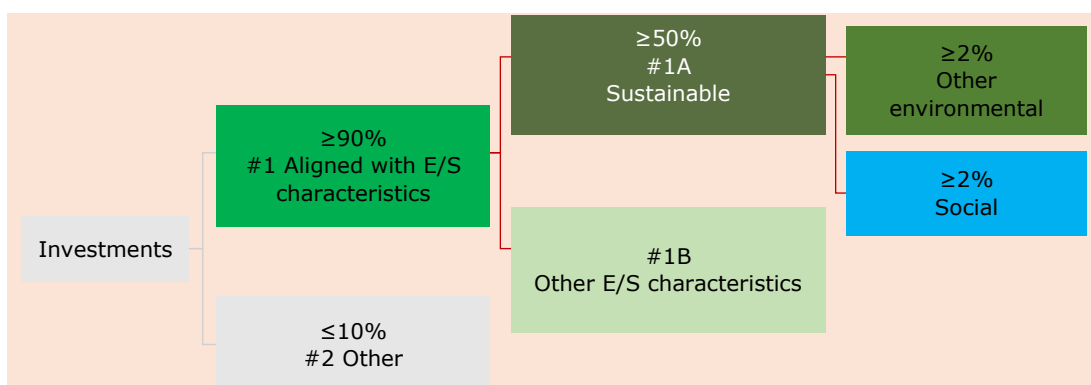 Investments
≥90%
#1 Aligned with E/S
characteristics
≤10%
#2 Other
≥50%
#1A
Sustainable
#1B
Other E/S characteristics
≥2%
Other
environmental
≥2%
Social